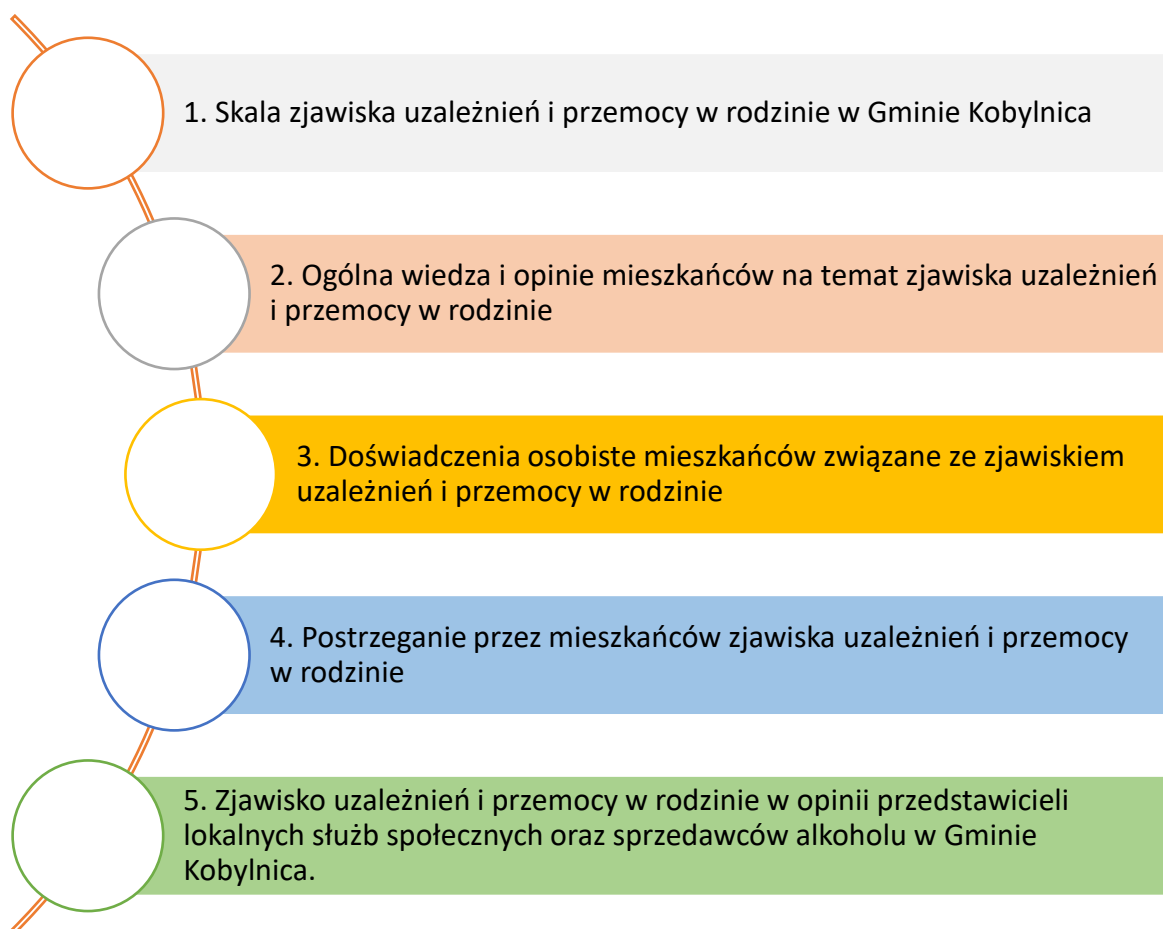 1. Skala zjawiska uzależnień i przemocy w rodzinie w Gminie Kobylnica
2. Ogólna wiedza i opinie mieszkańców na temat zjawiska uzależnień
i przemocy w rodzinie
3. Doświadczenia osobiste mieszkańców związane ze zjawiskiem
uzależnień i przemocy w rodzinie
4. Postrzeganie przez mieszkańców zjawiska uzależnień i przemocy
w rodzinie
5. Zjawisko uzależnień i przemocy w rodzinie w opinii przedstawicieli
lokalnych służb społecznych oraz sprzedawców alkoholu w Gminie
Kobylnica.